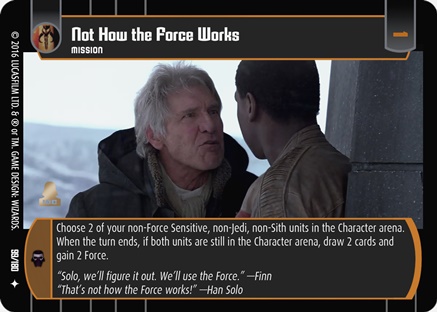 Not How the Force Works
MISSION
1
Choose 2 of your non-Force Sensitive, non-Jedi, non-Sith units in the Character arena.
When the turn ends, if both units are still in the Character arena, draw 2 cards and
gain 2 Force.
“Solo, we’ll figure it out. We’ll use the Force.” —Finn
“That’s not how the Force works!” —Han Solo
© 2016 LUCASFILM LTD. & ® or TM. GAME DESIGN: WIZARDS.